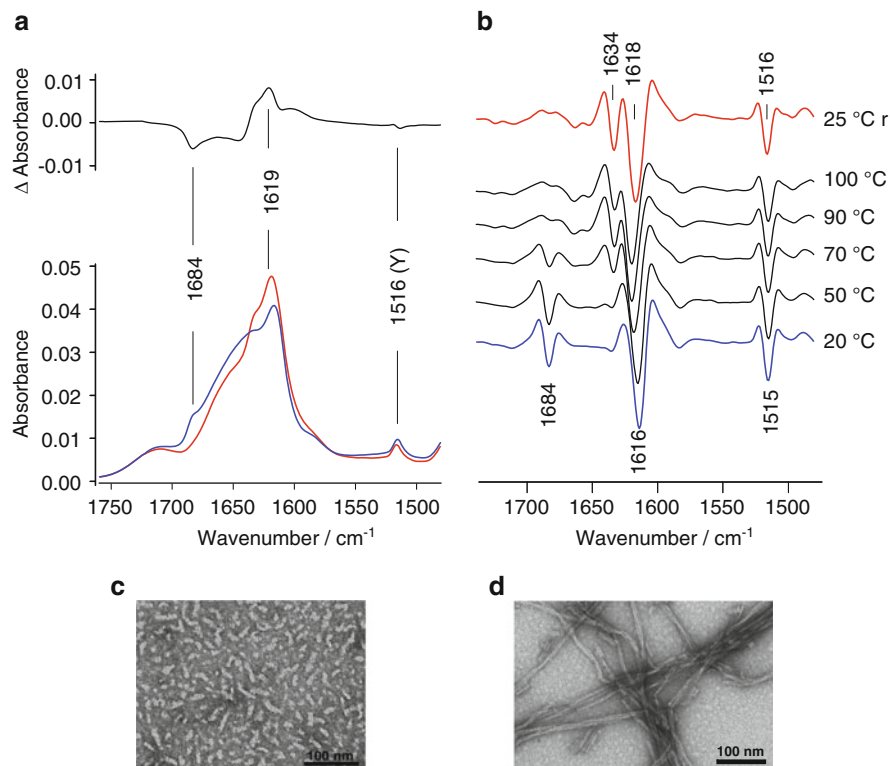 a
0.01
0.00
-0.01
Δ Absorbance
1684
1619
1516 (Y)
0.05
0.04
0.03
0.02
0.01
0.00
Absorbance
1750 1700 1650 1600 1550 1500
Wavenumber / cm⁻¹
b
1634
1618
1516
25 °C r
100 °C
90 °C
70 °C
50 °C
20 °C
1684
1616
1515
1700 1650 1600 1550 1500
Wavenumber / cm⁻¹
c
100 nm
d
100 nm